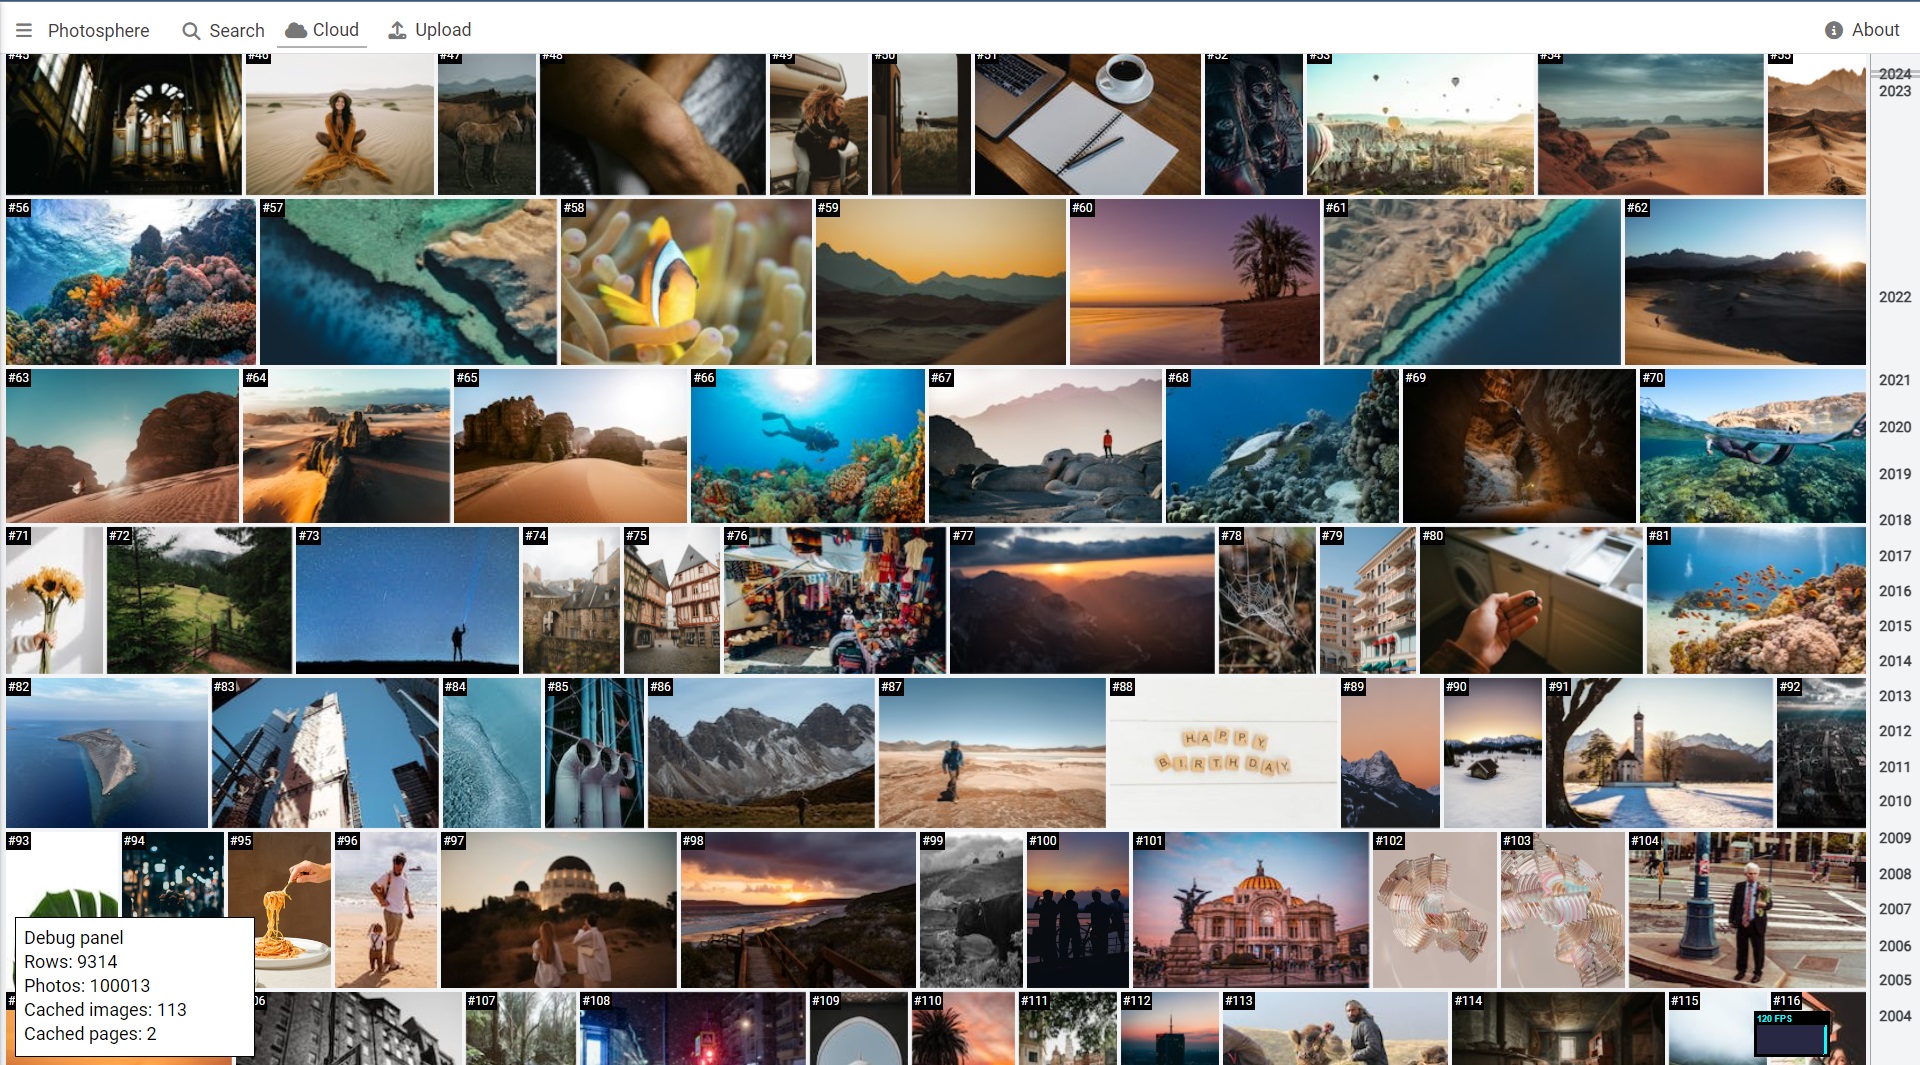 Photosphere Search Cloud Upload About
#45 #46 #47 #48 #49 #50 #51 #52 #53 #54 #55
2024
2023
#56 #57 #58 #59 #60 #61 #62
2022
#63 #64 #65 #66 #67 #68 #69 #70
2021
2020
2019
2018
#71 #72 #73 #74 #75 #76 #77 #78 #79 #80 #81
2017
2016
2015
2014
#82 #83 #84 #85 #86 #87 #88 #89 #90 #91 #92
2013
HAPPY
BIRTHDAY
2012
2011
2010
#93 #94 #95 #96 #97 #98 #99 #100 #101 #102 #103 #104
2009
2008
2007
2006
2005
Debug panel
Rows: 9314
Photos: 100013
Cached images: 113
Cached pages: 2
#107 #108 #109 #110 #111 #112 #113 #114 #115 #116
2004
120 FPS